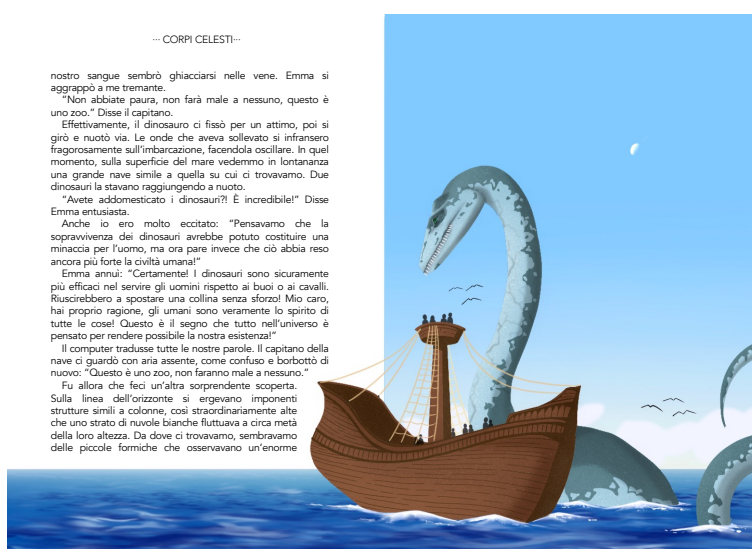 ··· CORPI CELESTI···
nostro sangue sembrò ghiacciarsi nelle vene. Emma si
aggrappò a me tremante.
“Non abbiate paura, non farà male a nessuno, questo è
uno zoo.” Disse il capitano.
Effettivamente, il dinosauro ci fissò per un attimo, poi si
girò e nuotò via. Le onde che aveva sollevato si infransero
fragorosamente sull’imbarcazione, facendola oscillare. In quel
momento, sulla superficie del mare vedemmo in lontananza
una grande nave simile a quella su cui ci trovavamo. Due
dinosauri la stavano raggiungendo a nuoto.
“Avete addomesticato i dinosauri?! È incredibile!” Disse
Emma entusiasta.
Anche io ero molto eccitato: “Pensavamo che la
sopravvivenza dei dinosauri avrebbe potuto costituire una
minaccia per l’uomo, ma ora pare invece che ciò abbia reso
ancora più forte la civiltà umana!”
Emma annuì: “Certamente! I dinosauri sono sicuramente
più efficaci nel servire gli uomini rispetto ai buoi o ai cavalli.
Riuscirebbero a spostare una collina senza sforzo! Mio caro,
hai proprio ragione, gli umani sono veramente lo spirito di
tutte le cose! Questo è il segno che tutto nell’universo è
pensato per rendere possibile la nostra esistenza!”
Il computer tradusse tutte le nostre parole. Il capitano della
nave ci guardò con aria assente, come confuso e borbottò di
nuovo: “Questo è uno zoo, non faranno male a nessuno.”
Fu allora che feci un’altra sorprendente scoperta.
Sulla linea dell’orizzonte si ergevano imponenti
strutture simili a colonne, così straordinariamente alte
che uno strato di nuvole bianche fluttuava a circa metà
della loro altezza. Da dove ci trovavamo, sembravamo
delle piccole formiche che osservavano un’enorme